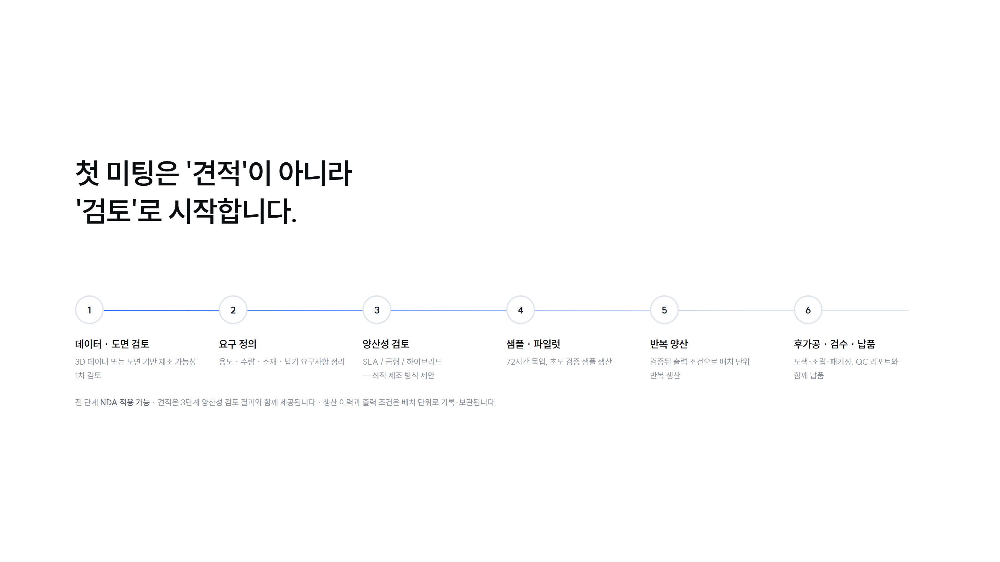 첫 미팅은 '견적'이 아니라
'검토'로 시작합니다.
1
데이터 · 도면 검토
3D 데이터 또는 도면 기반 제조 가능성
1차 검토
2
요구 정의
용도 · 수량 · 소재 · 납기 요구사항 정리
3
양산성 검토
SLA / 금형 / 하이브리드
— 최적 제조 방식 제안
4
샘플 · 파일럿
72시간 목업, 초도 검증 샘플 생산
5
반복 양산
검증된 출력 조건으로 배치 단위
반복 생산
6
후가공 · 검수 · 납품
도색·조립·패키징, QC 리포트와
함께 납품
전 단계 NDA 적용 가능 · 견적은 3단계 양산성 검토 결과와 함께 제공됩니다 · 생산 이력과 출력 조건은 배치 단위로 기록·보관됩니다.